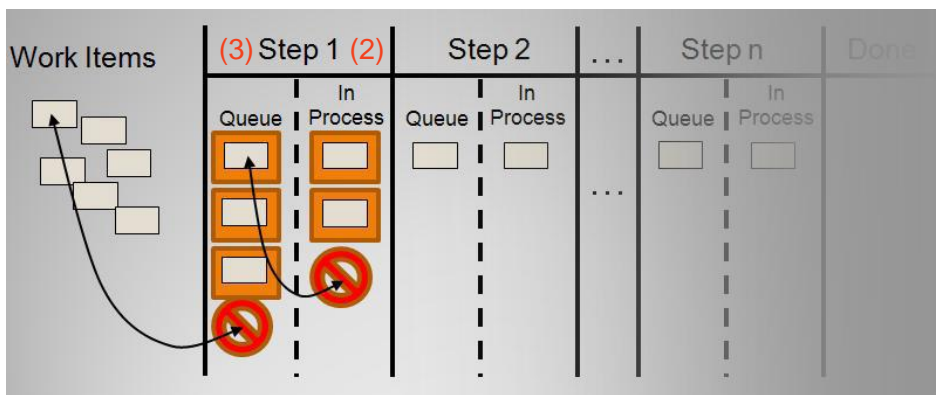 Work Items
(3) Step 1 (2)
Step 2
...
Step n
Done
Queue
In
Process
Queue
In
Process
Queue
In
Process
...